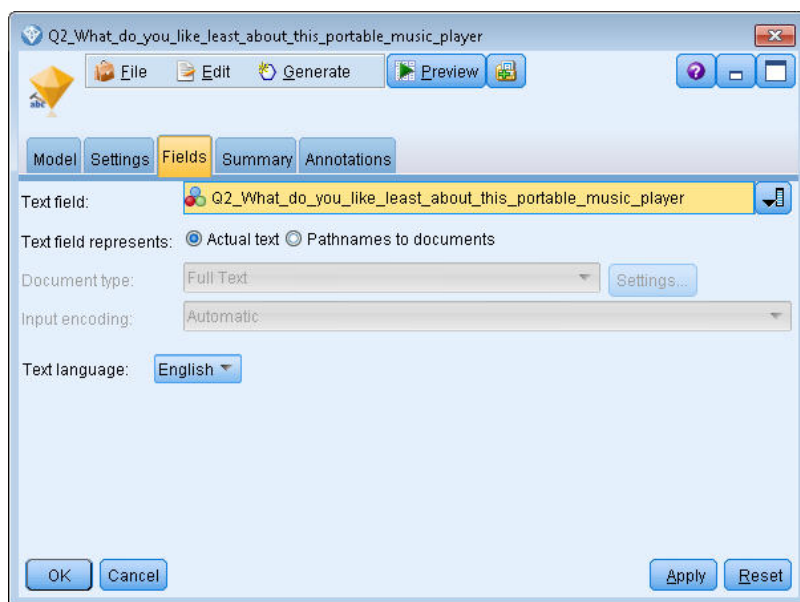 Q2_What_do_you_like_least_about_this_portable_music_player
File Edit Generate Preview
abc
Model Settings Fields Summary Annotations
Text field: Q2_What_do_you_like_least_about_this_portable_music_player
Text field represents: Actual text Pathnames to documents
Document type: Full Text Settings...
Input encoding: Automatic
Text language: English
OK Cancel Apply Reset